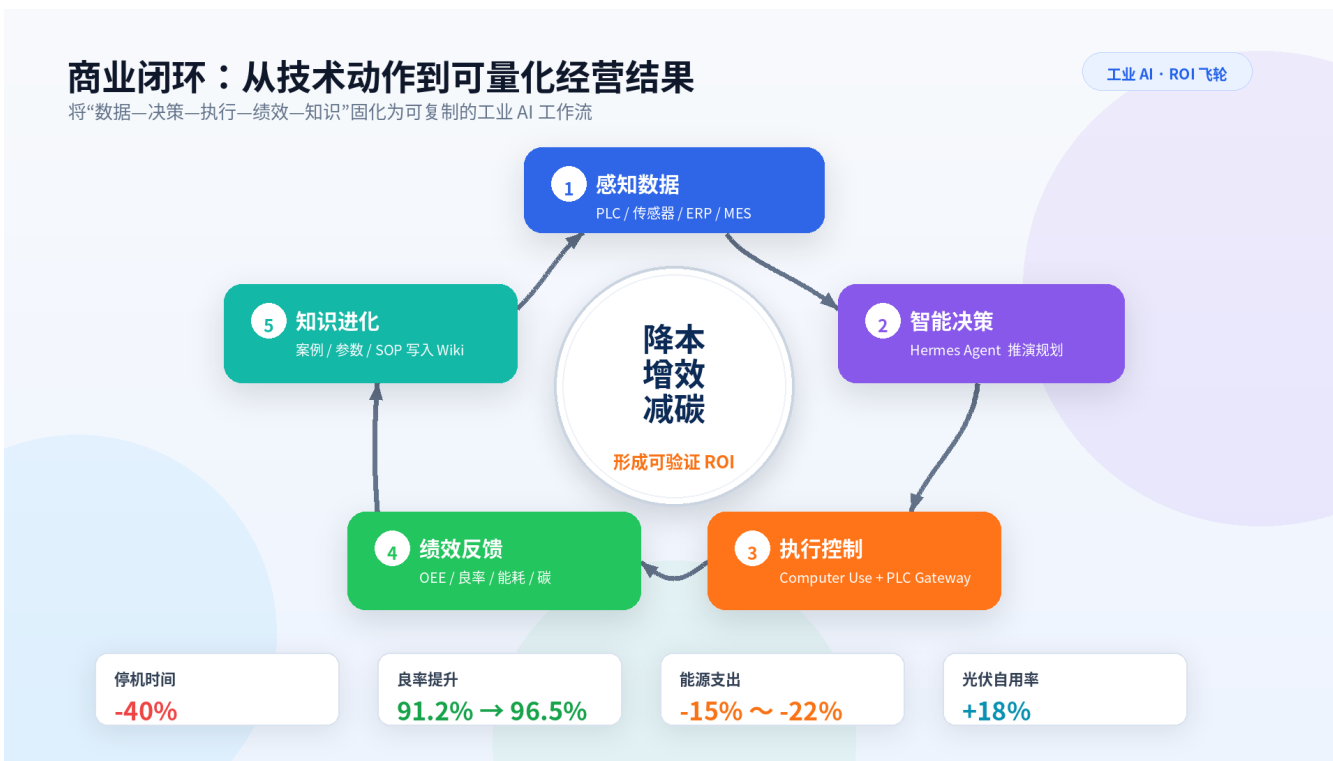 商业闭环：从技术动作到可量化经营结果
工业 AI · ROI 飞轮
将“数据—决策—执行—绩效—知识”固化为可复制的工业 AI 工作流
1 感知数据
PLC / 传感器 / ERP / MES
5 知识进化
案例 / 参数 / SOP 写入 Wiki
2 智能决策
Hermes Agent 推演规划
降本
增效
减碳
形成可验证 ROI
4 绩效反馈
OEE / 良率 / 能耗 / 碳
3 执行控制
Computer Use + PLC Gateway
停机时间
-40%
良率提升
91.2% → 96.5%
能源支出
-15% ～ -22%
光伏自用率
+18%